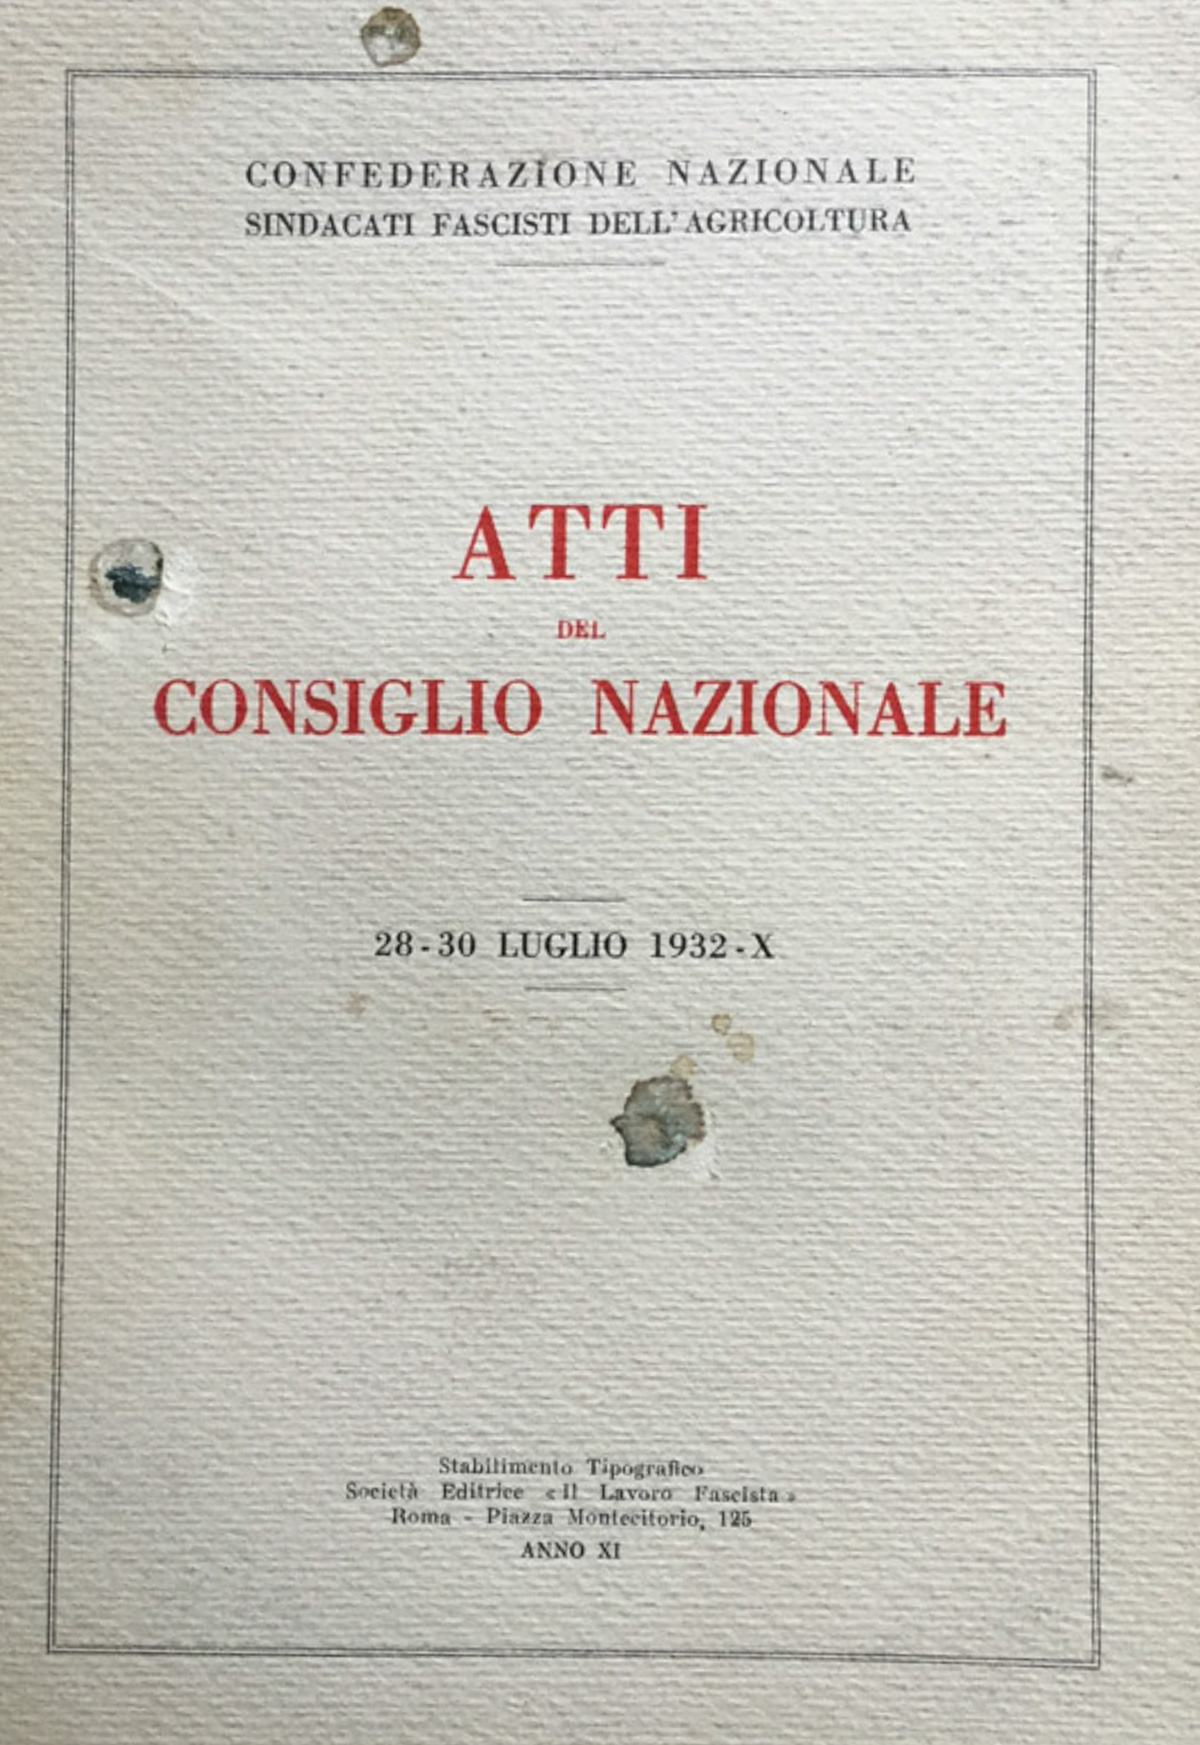 CONFEDERAZIONE NAZIONALE
SINDACATI FASCISTI DELL'AGRICOLTURA
ATTI
DEL
CONSIGLIO NAZIONALE
28-30 LUGLIO 1932-X
Stabilimento Tipografico
Società Editrice «Il Lavoro Fascista»
Roma - Piazza Montecitorio, 125
ANNO XI